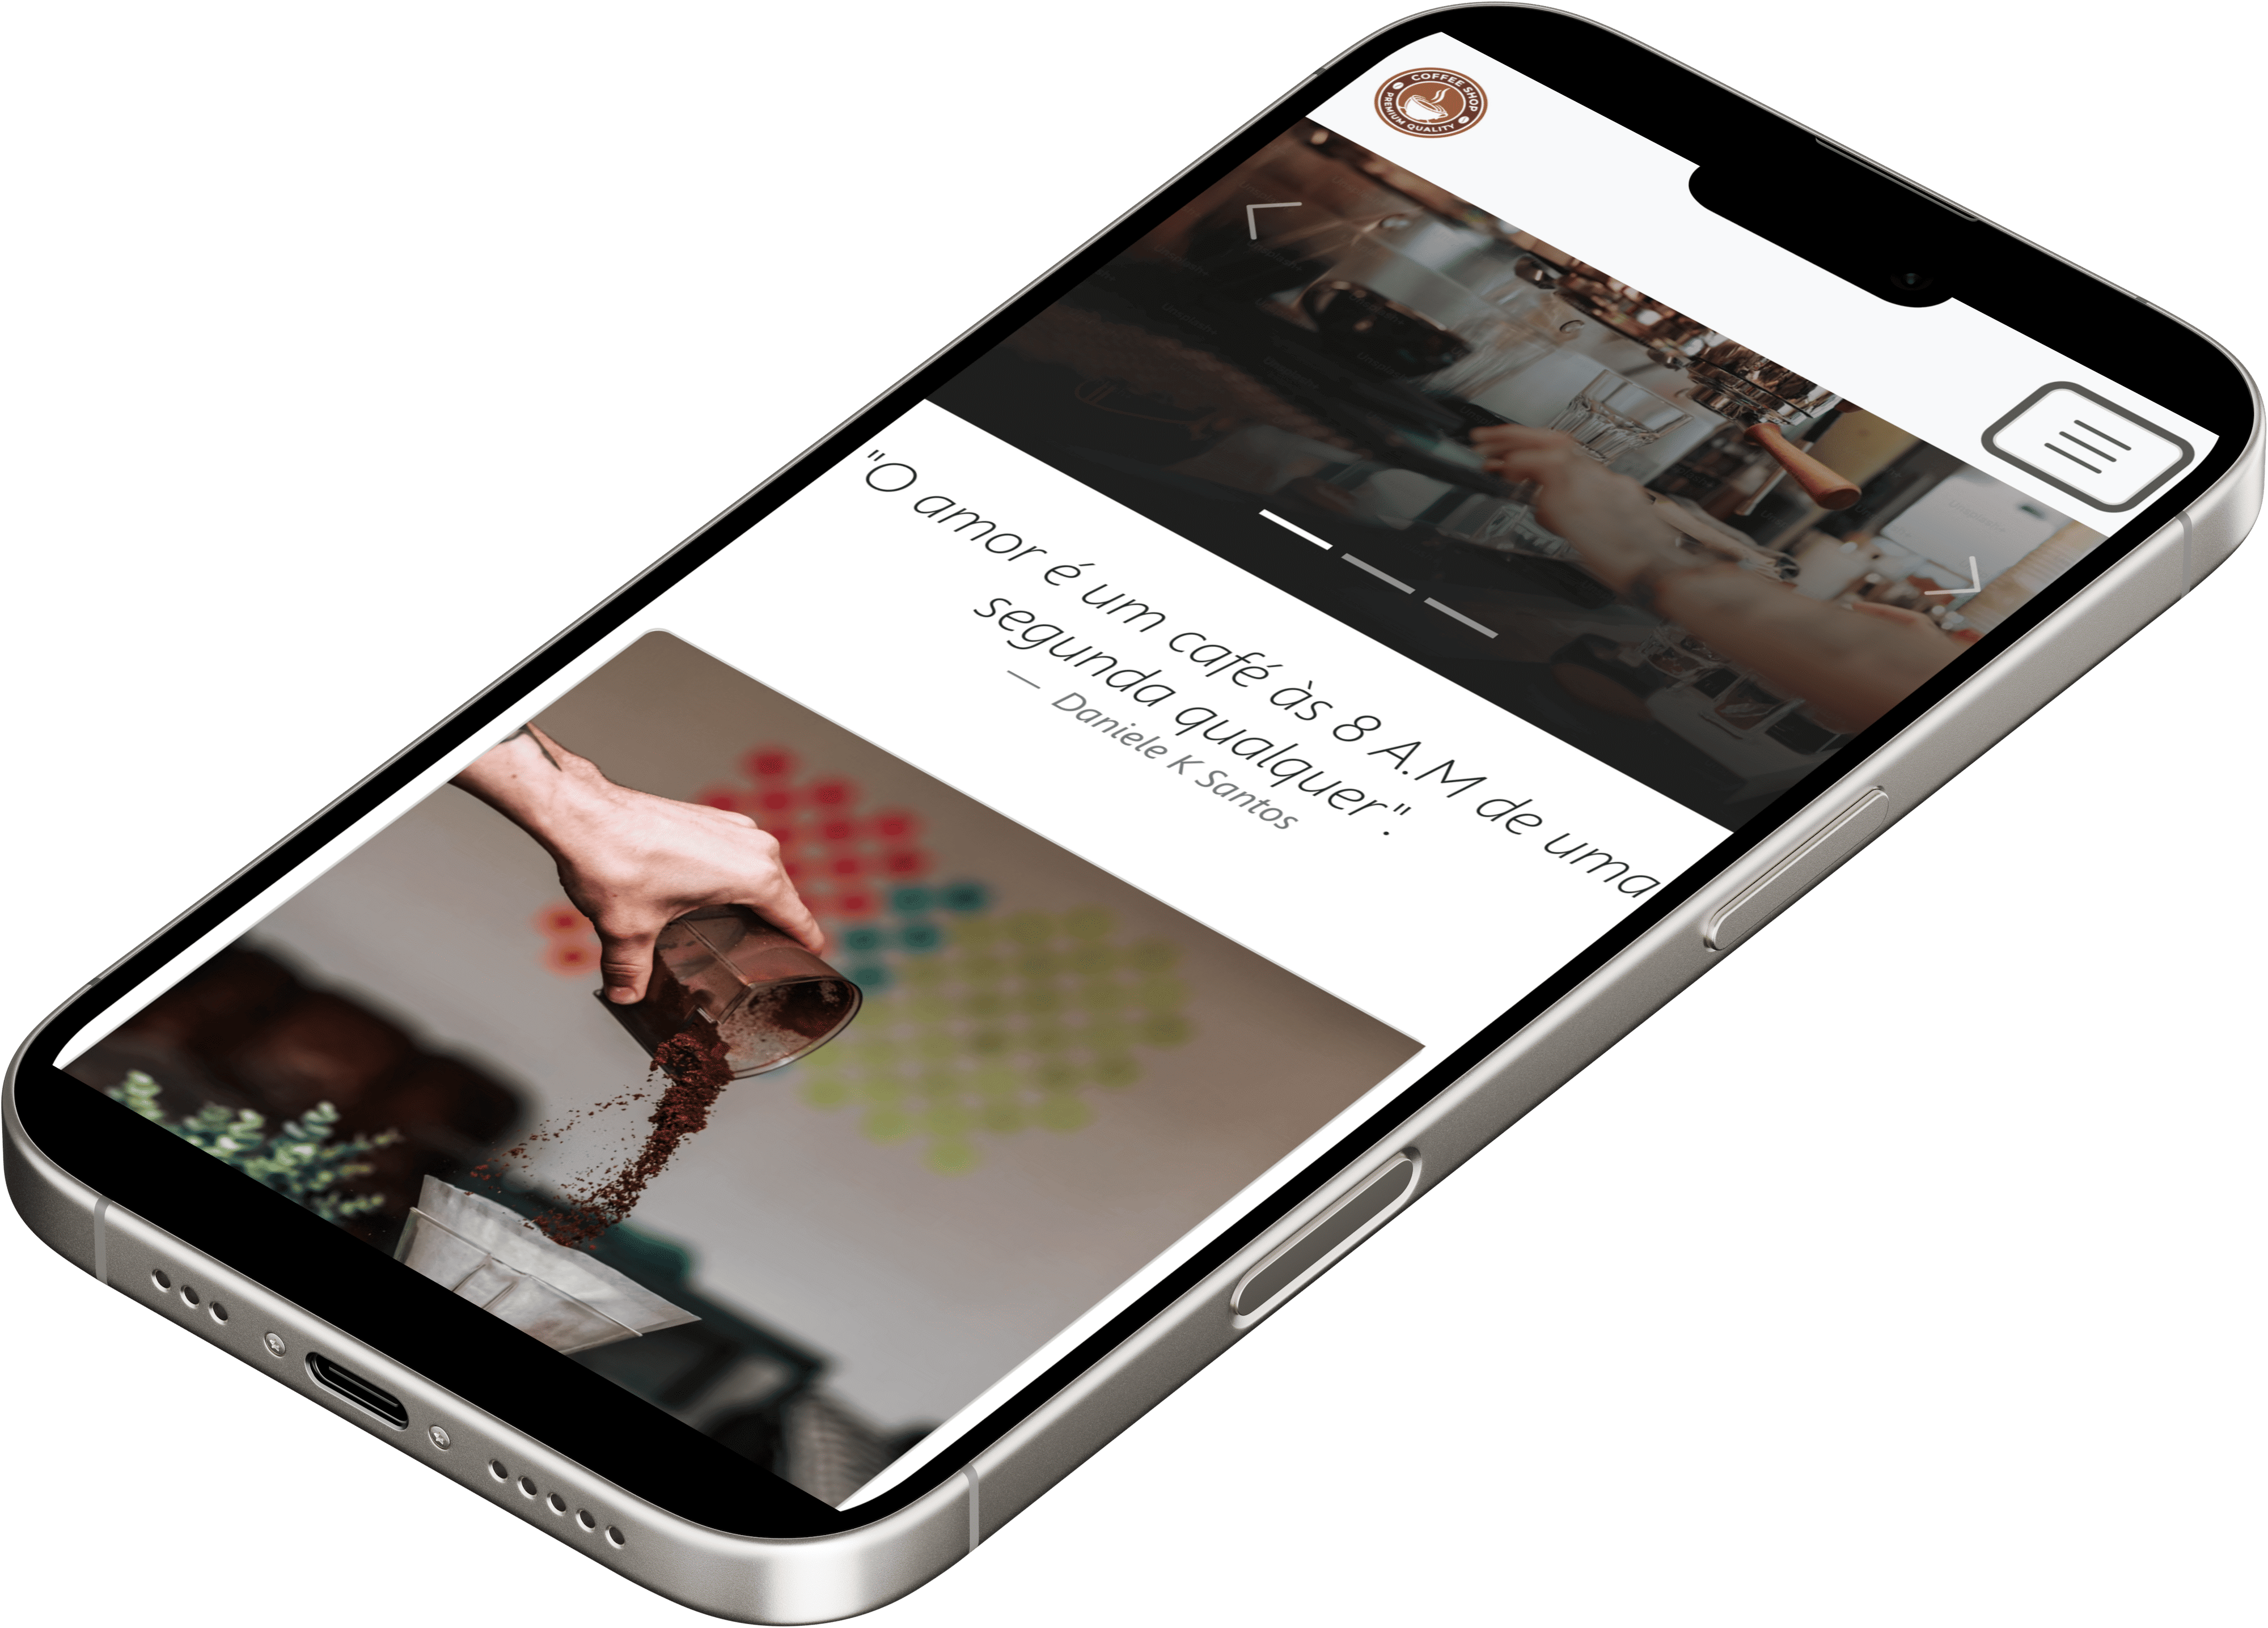 COFFEE SHOP
PREMIUM QUALITY
"O amor é um café às 8 A.M de uma
segunda qualquer".
— Daniele K Santos